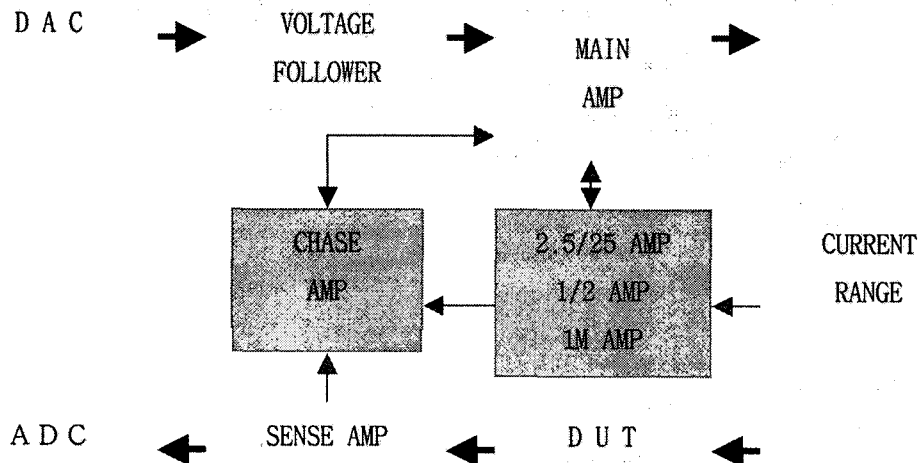 D A C
VOLTAGE
FOLLOWER
MAIN
AMP
CHASE
AMP
2.5/25 AMP
1/2 AMP
1M AMP
CURRENT
RANGE
A D C
SENSE AMP
D U T